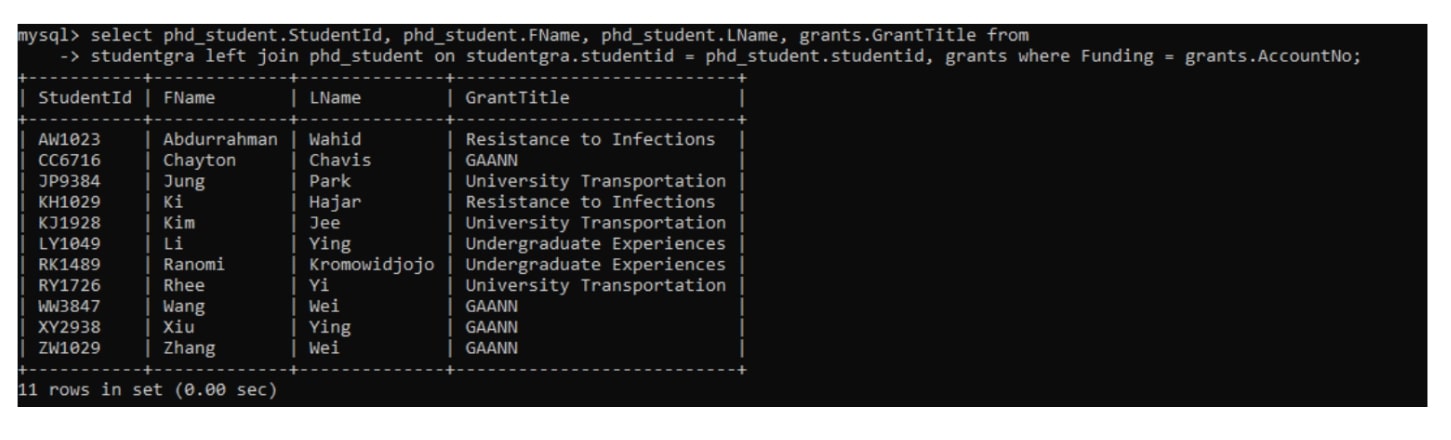 mysql> select phd_student.StudentId, phd_student.FName, phd_student.LName, grants.GrantTitle from
    -> studentgra left join phd_student on studentgra.studentid = phd_student.studentid, grants where Funding = grants.AccountNo;
+-----------+-------------+--------------+---------------------------+
| StudentId | FName       | LName        | GrantTitle                |
+-----------+-------------+--------------+---------------------------+
| AW1023    | Abdurrahman | Wahid        | Resistance to Infections  |
| CC6716    | Chayton     | Chavis       | GAANN                     |
| JP9384    | Jung        | Park         | University Transportation |
| KH1029    | Ki          | Hajar        | Resistance to Infections  |
| KJ1928    | Kim         | Jee          | University Transportation |
| LY1049    | Li          | Ying         | Undergraduate Experiences |
| RK1489    | Ranomi      | Kromowidjojo | Undergraduate Experiences |
| RY1726    | Rhee        | Yi           | University Transportation |
| WW3847    | Wang        | Wei          | GAANN                     |
| XY2938    | Xiu         | Ying         | GAANN                     |
| ZW1029    | Zhang       | Wei          | GAANN                     |
+-----------+-------------+--------------+---------------------------+
11 rows in set (0.00 sec)